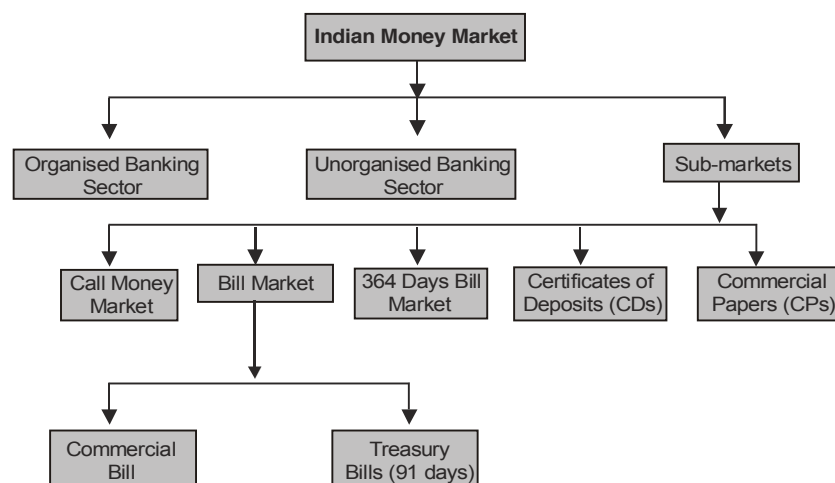 Indian Money Market
Organised Banking
Sector
Unorganised Banking
Sector
Sub-markets
Call Money
Market
Bill Market
364 Days Bill
Market
Certificates of
Deposits (CDs)
Commercial
Papers (CPs)
Commercial
Bill
Treasury
Bills (91 days)